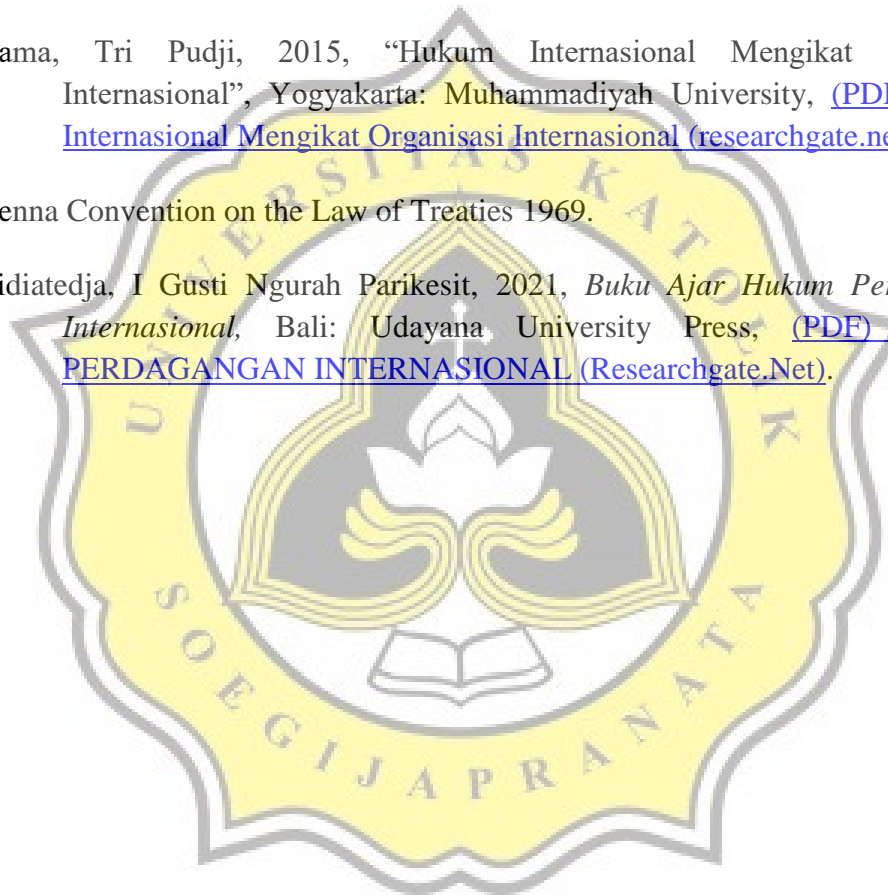 ama, Tri Pudji, 2015, “Hukum Internasional Mengikat
Internasional”, Yogyakarta: Muhammadiyah University, (PDF
Internasional Mengikat Organisasi Internasional (researchgate.ne
enna Convention on the Law of Treaties 1969.
idiatedja, I Gusti Ngurah Parikesit, 2021, Buku Ajar Hukum Per
Internasional, Bali: Udayana University Press, (PDF)
PERDAGANGAN INTERNASIONAL (Researchgate.Net).
UNIVERSITAS KATOLIK
SOEGIJAPRANATA